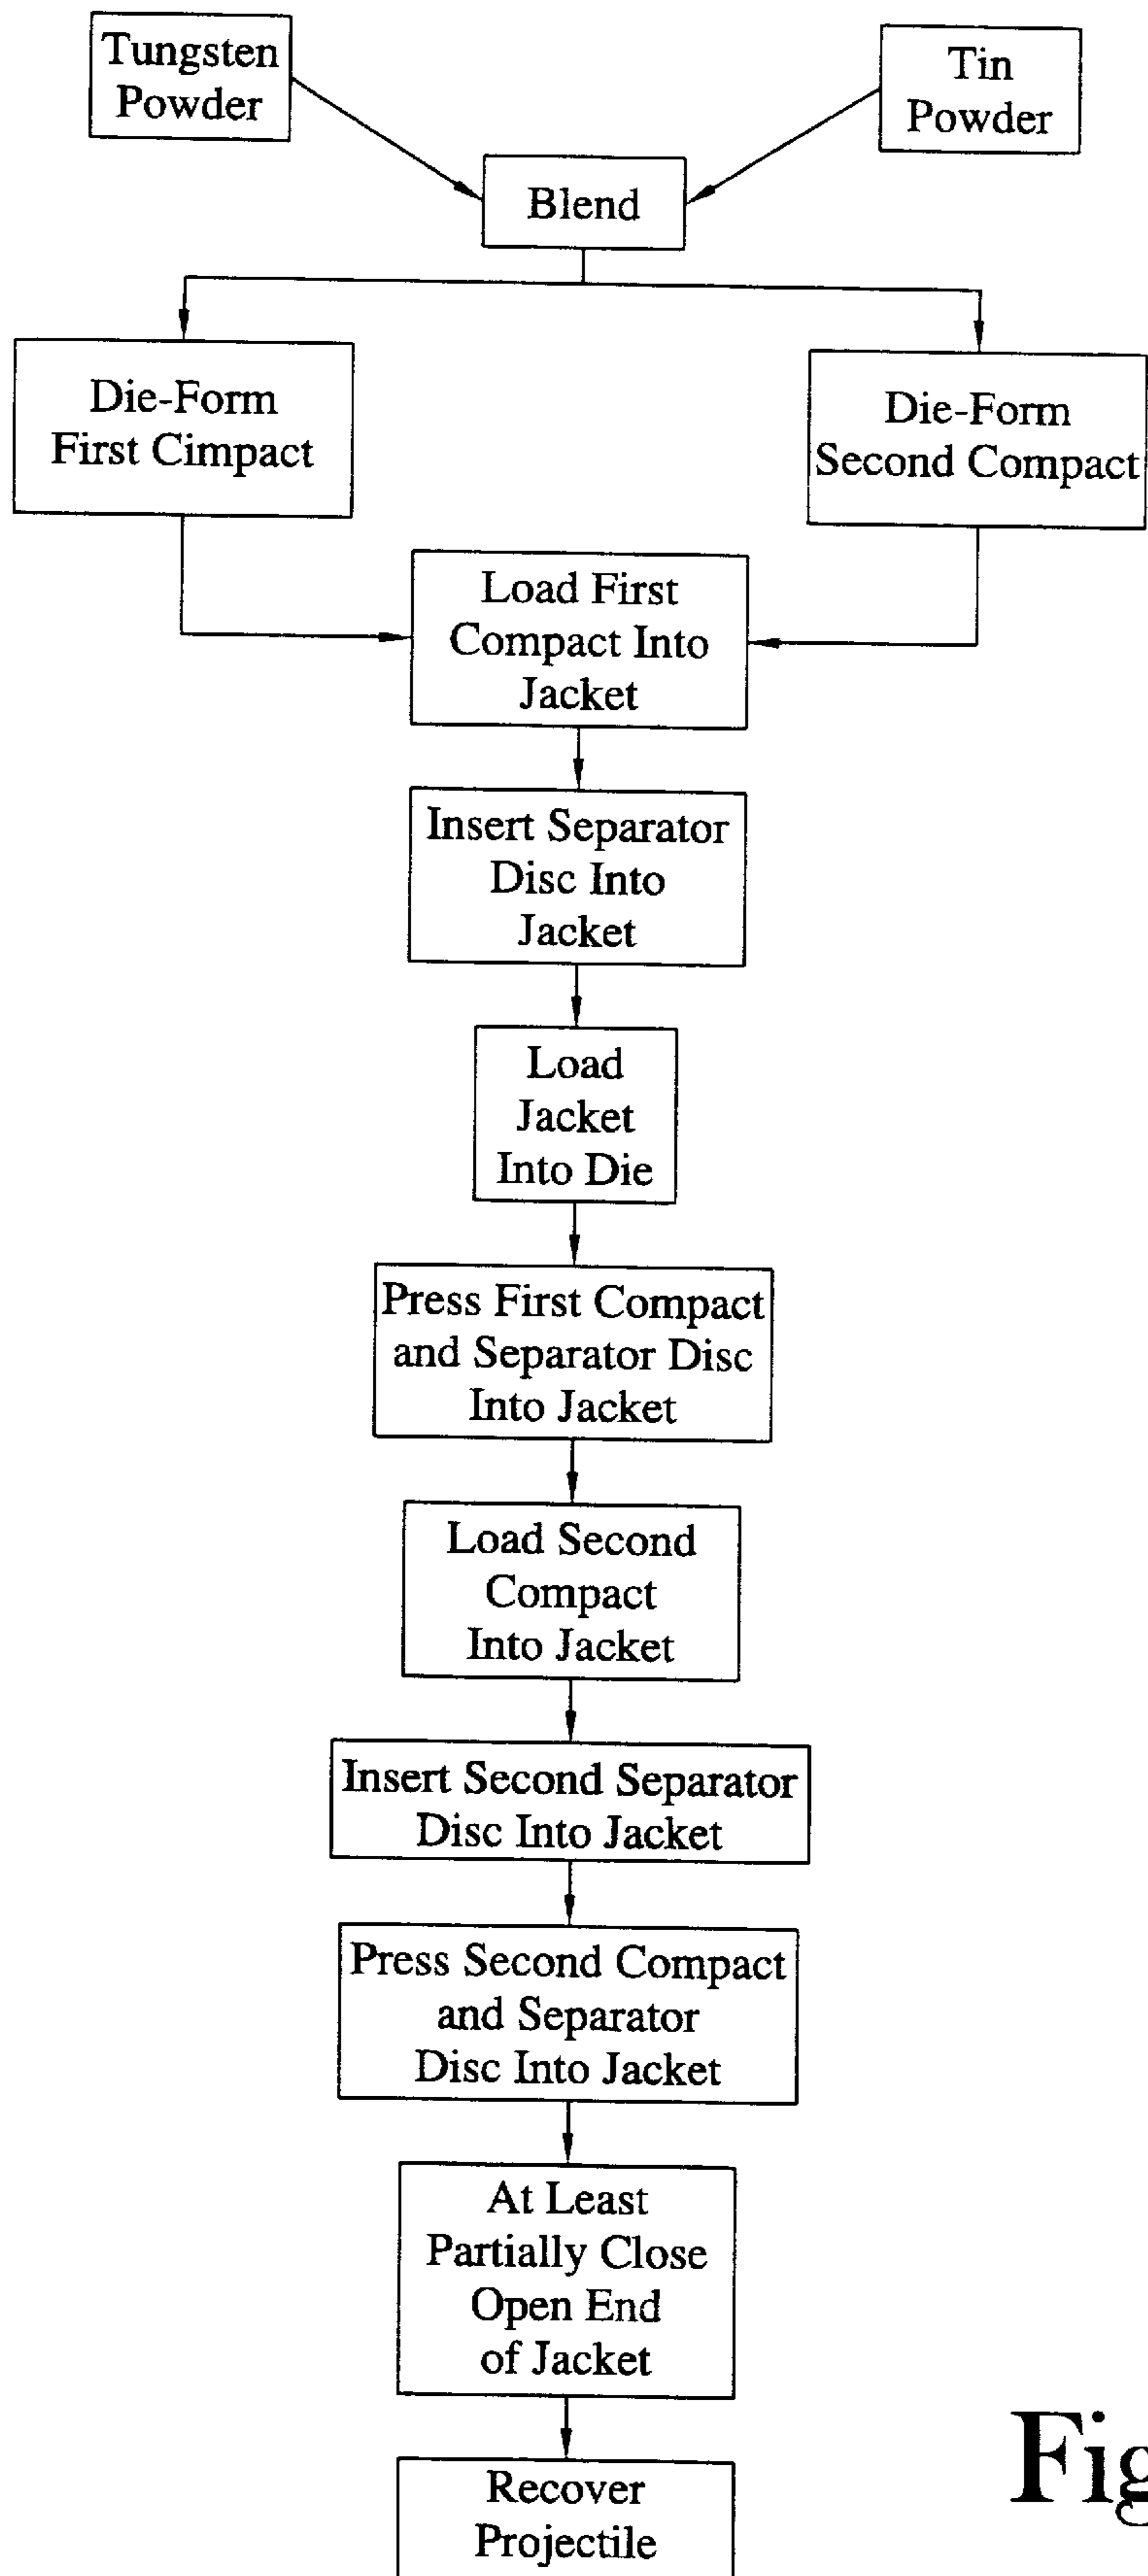 Tungsten
Powder
Tin
Powder
Blend
Die-Form
First Cimpact
Die-Form
Second Compact
Load First
Compact Into
Jacket
Insert Separator
Disc Into
Jacket
Load
Jacket
Into Die
Press First Compact
and Separator Disc
Into Jacket
Load Second
Compact
Into Jacket
Insert Second Separator
Disc Into Jacket
Press Second Compact
and Separator
Disc Into Jacket
At Least
Partially Close
Open End
of Jacket
Recover
Projectile
Fig